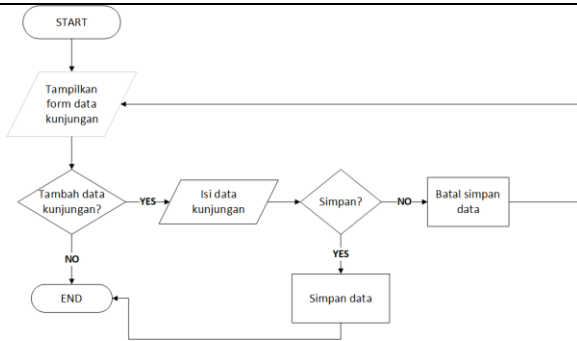 START
Tampilkan
form data
kunjungan
Tambah data
kunjungan?
YES
Isi data
kunjungan
Simpan?
NO
Batal simpan
data
NO
YES
END
Simpan data